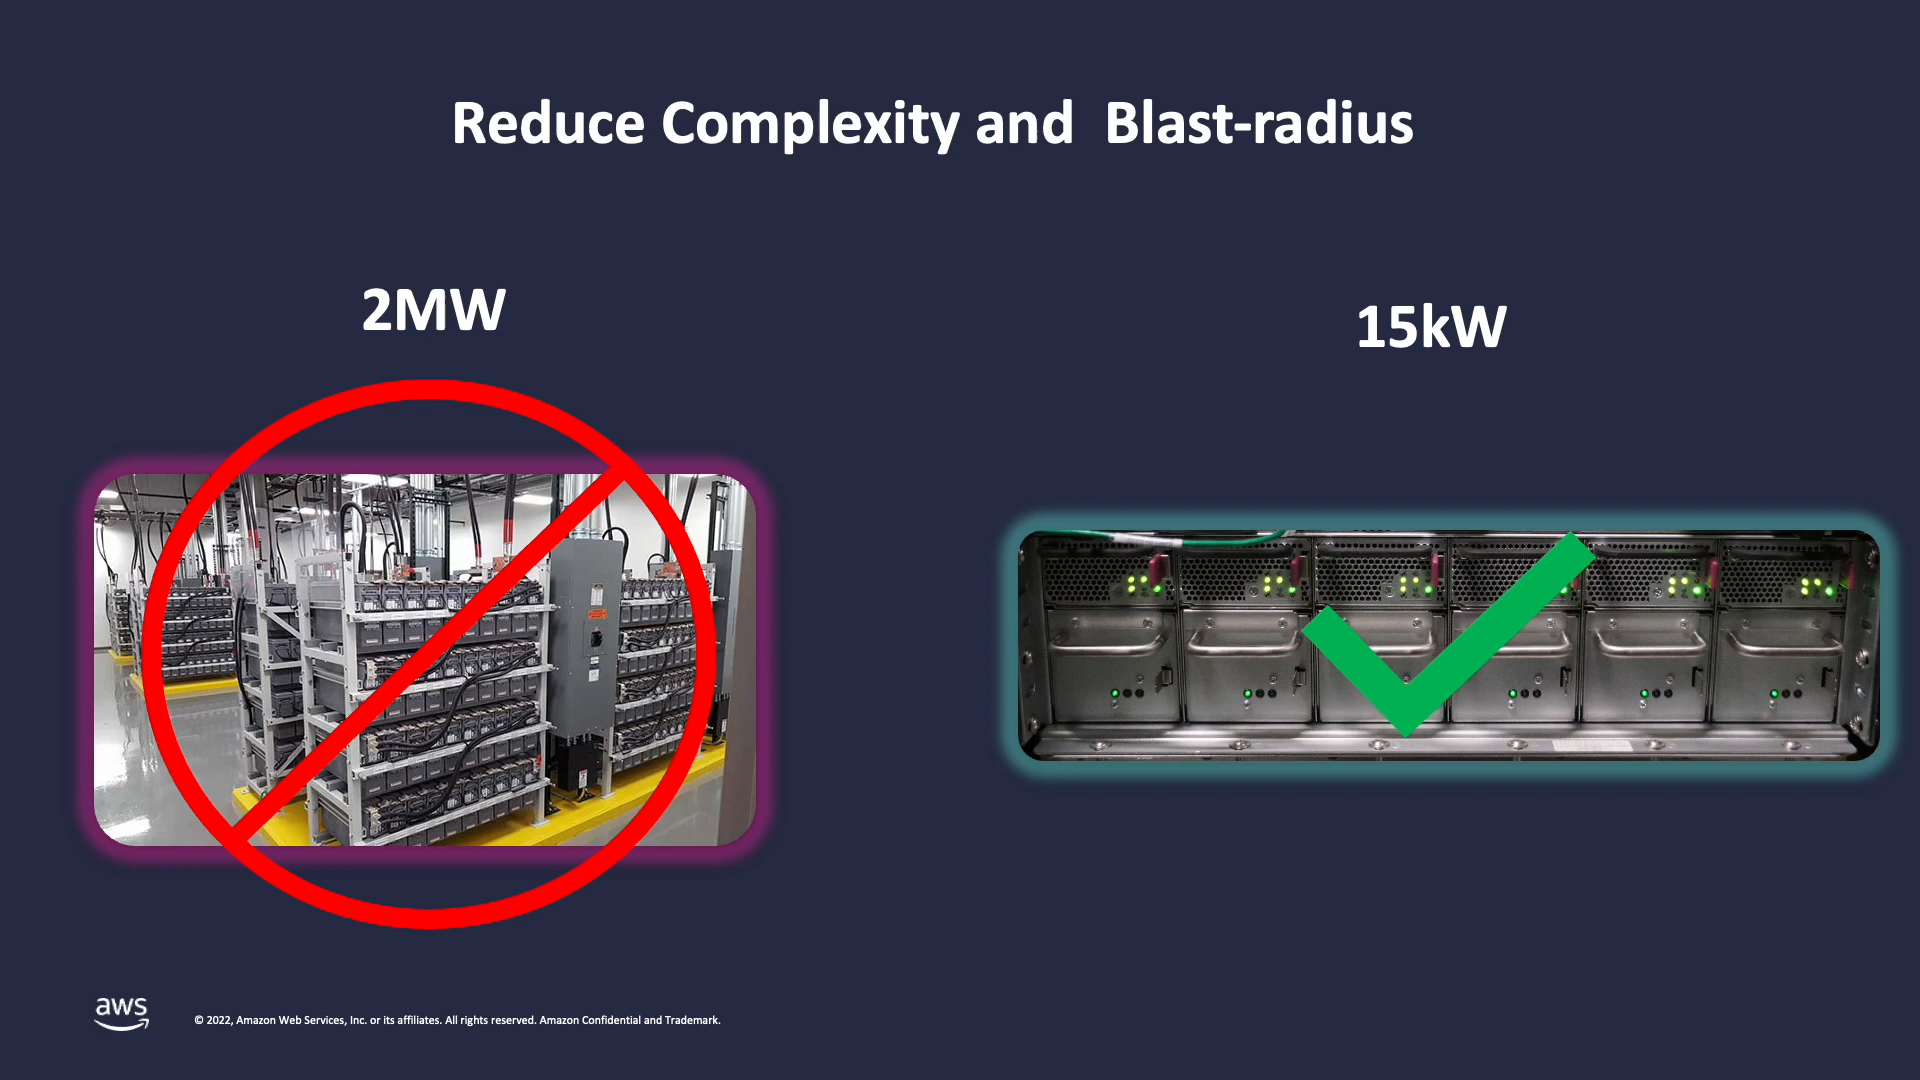 Reduce Complexity and  Blast-radius
2MW
15kW
aws
© 2022, Amazon Web Services, Inc. or its affiliates. All rights reserved. Amazon Confidential and Trademark.